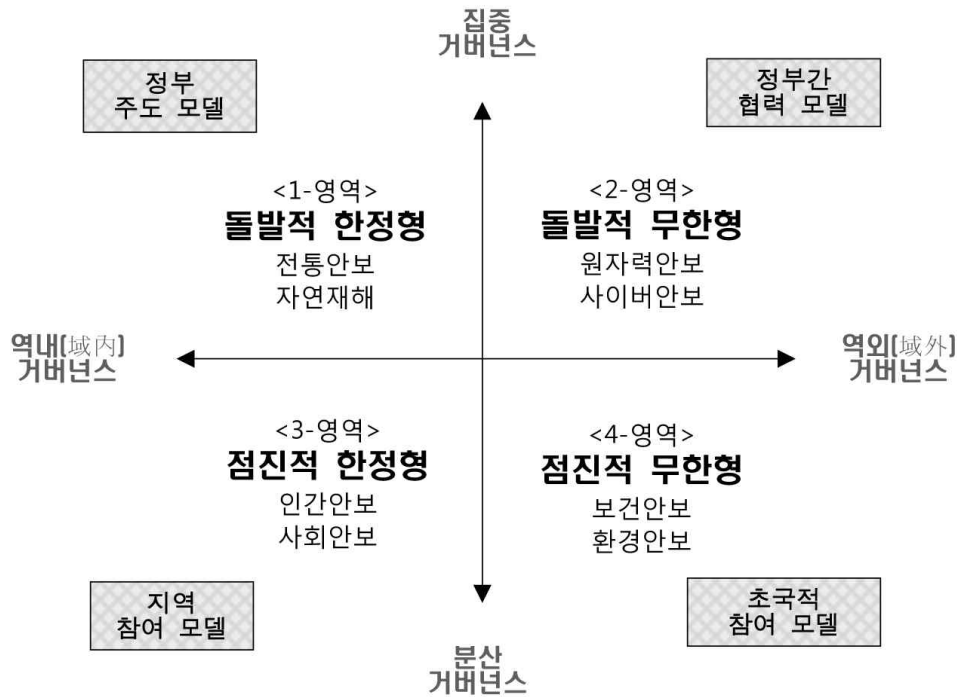 집중
거버넌스
정부
주도 모델
정부간
협력 모델
<1-영역>
돌발적 한정형
전통안보
자연재해
<2-영역>
돌발적 무한형
원자력안보
사이버안보
역내(域內)
거버넌스
역외(域外)
거버넌스
<3-영역>
점진적 한정형
인간안보
사회안보
<4-영역>
점진적 무한형
보건안보
환경안보
지역
참여 모델
초국적
참여 모델
분산
거버넌스